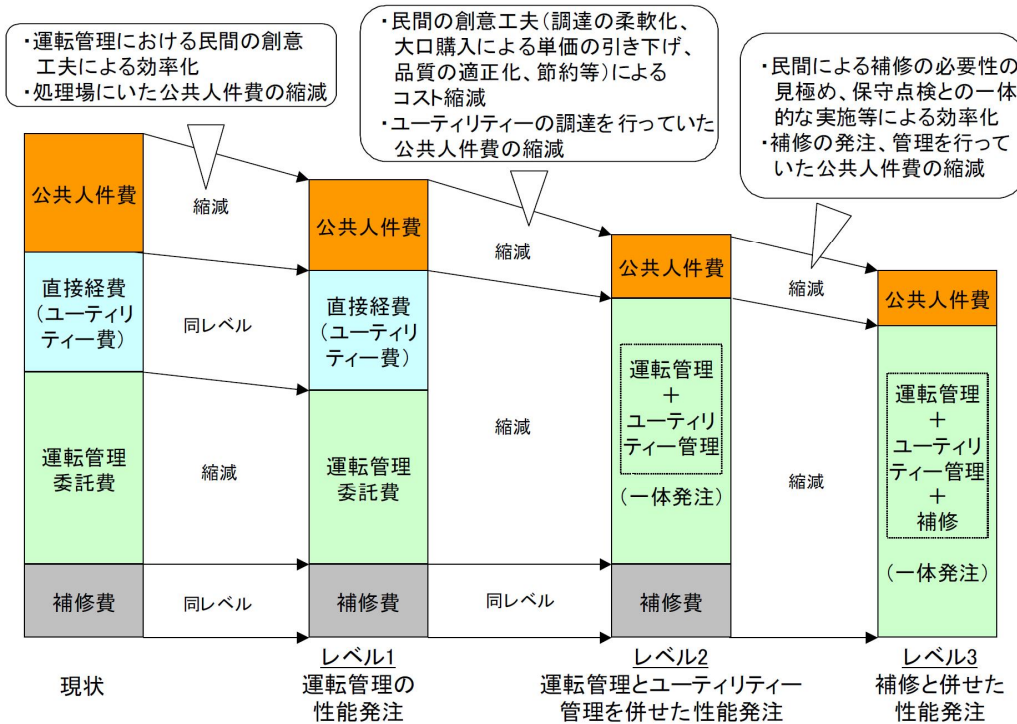 ・運転管理における民間の創意
工夫による効率化
・処理場にいた公共人件費の縮減
・民間の創意工夫（調達の柔軟化、
大口購入による単価の引き下げ、
品質の適正化、節約等）による
コスト縮減
・ユーティリティーの調達を行っていた
公共人件費の縮減
・民間による補修の必要性の
見極め、保守点検との一体
的な実施等による効率化
・補修の発注、管理を行って
いた公共人件費の縮減
公共人件費
直接経費
（ユーティリ
ティー費）
運転管理
委託費
補修費
現状
縮減
同レベル
縮減
同レベル
公共人件費
直接経費
（ユーティリ
ティー費）
運転管理
委託費
補修費
レベル1
運転管理の
性能発注
縮減
縮減
同レベル
公共人件費
運転管理
＋
ユーティリ
ティー管理
（一体発注）
補修費
レベル2
運転管理とユーティリティー
管理を併せた性能発注
縮減
縮減
公共人件費
運転管理
＋
ユーティリ
ティー管理
＋
補修
（一体発注）
レベル3
補修と併せた
性能発注